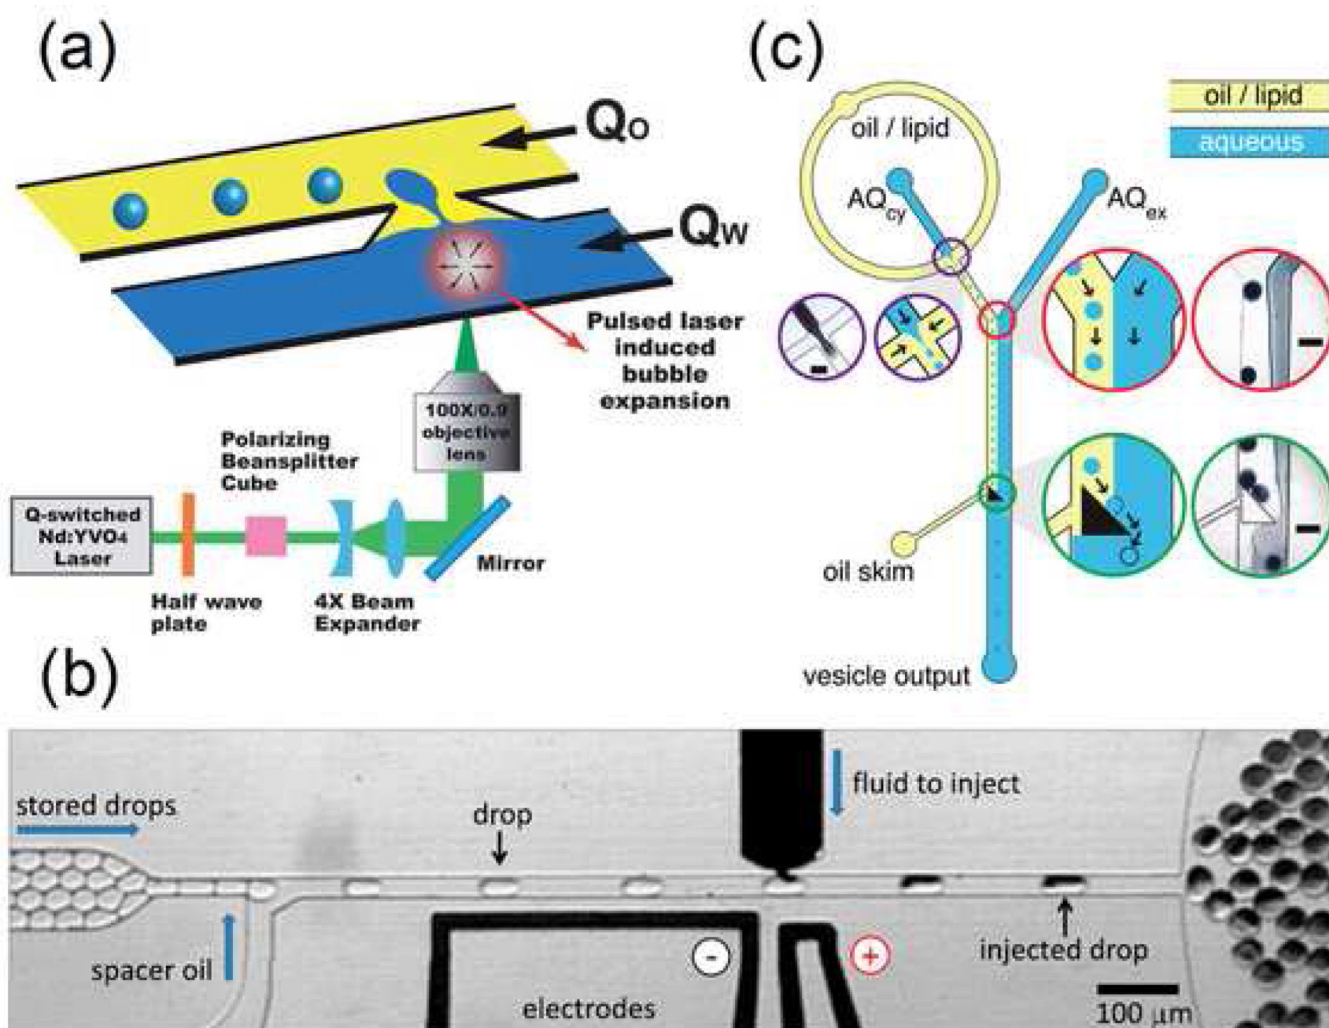 (a)
Qo
Qw
Pulsed laser
induced
bubble
expansion
100X/0.9
objective
lens
Polarizing
Beansplitter
Cube
Q-switched
Nd:YVO4
Laser
Half wave
plate
4X Beam
Expander
Mirror
(c)
oil / lipid
aqueous
oil / lipid
AQcy
AQex
oil skim
vesicle output
(b)
stored drops
drop
fluid to inject
spacer oil
electrodes
-
+
injected drop
100 µm